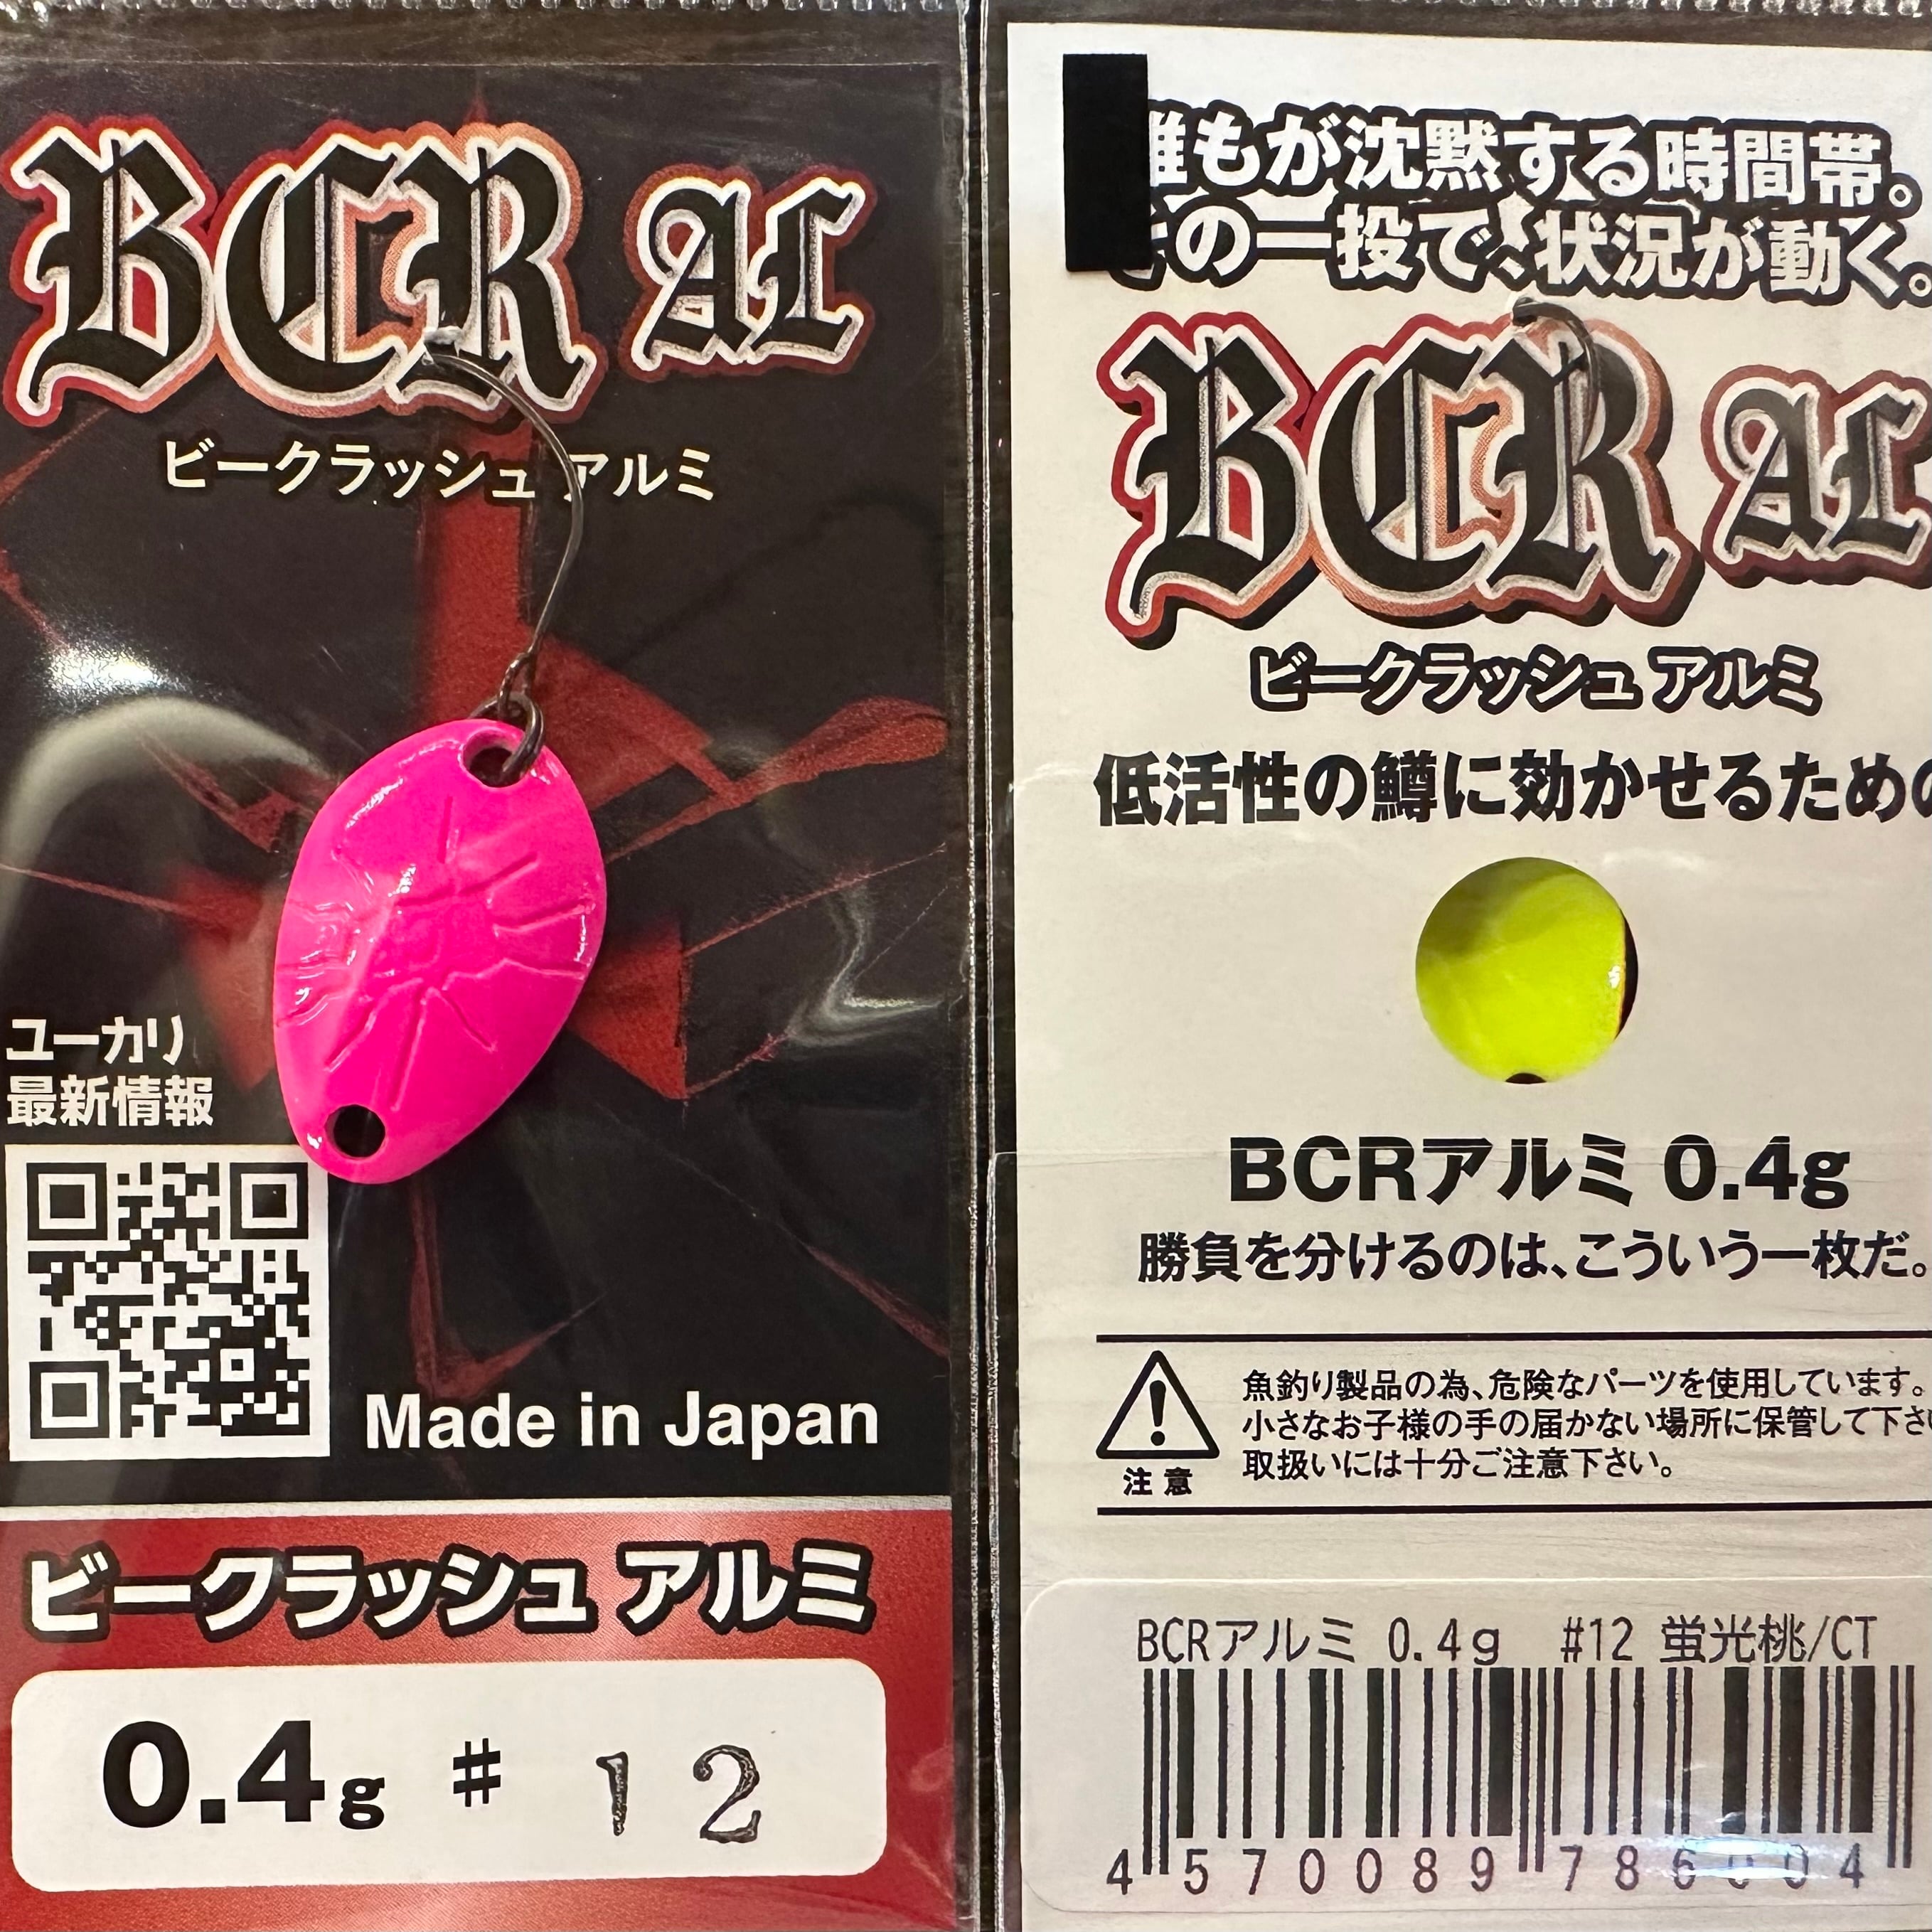 BCR AL
ビークラッシュ アルミ
ユーカリ
最新情報
Made in Japan
ビークラッシュ アルミ
0.4g # 12
誰もが沈黙する時間帯。
その一投で、状況が動く。
BCR AL
ビークラッシュ アルミ
低活性の鱒に効かせるための
BCRアルミ 0.4g
勝負を分けるのは、こういう一枚だ。
魚釣り製品の為、危険なパーツを使用しています。
小さなお子様の手の届かない場所に保管して下さ
取扱いには十分ご注意下さい。
注意
BCRアルミ 0.4g #12 蛍光桃/CT
4 570089 786004